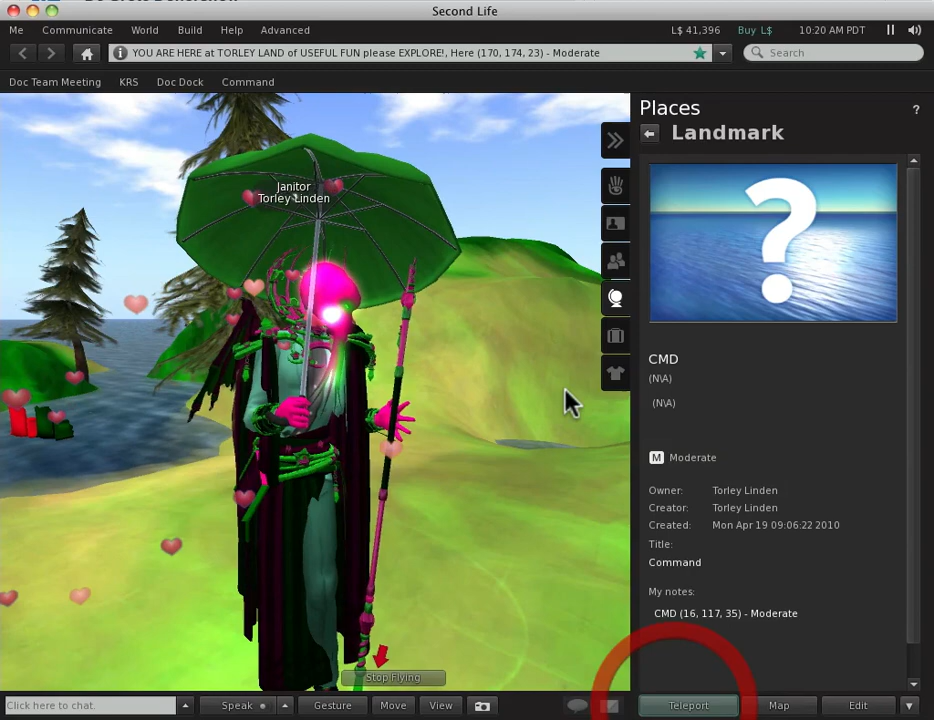 Second Life
Me Communicate World Build Help Advanced L$ 41,396 Buy L$ 10:20 AM PDT
YOU ARE HERE at TORLEY LAND of USEFUL FUN please EXPLORE!, Here (170, 174, 23) - Moderate Search
Doc Team Meeting KRS Doc Dock Command
Places ?
Landmark
?
Janitor
Torley Linden
CMD
(N\A)
(N\A)
M Moderate
Owner: Torley Linden
Creator: Torley Linden
Created: Mon Apr 19 09:06:22 2010
Title:
Command
My notes:
CMD (16, 117, 35) - Moderate
Stop Flying
Click here to chat. Speak Gesture Move View Teleport Map Edit